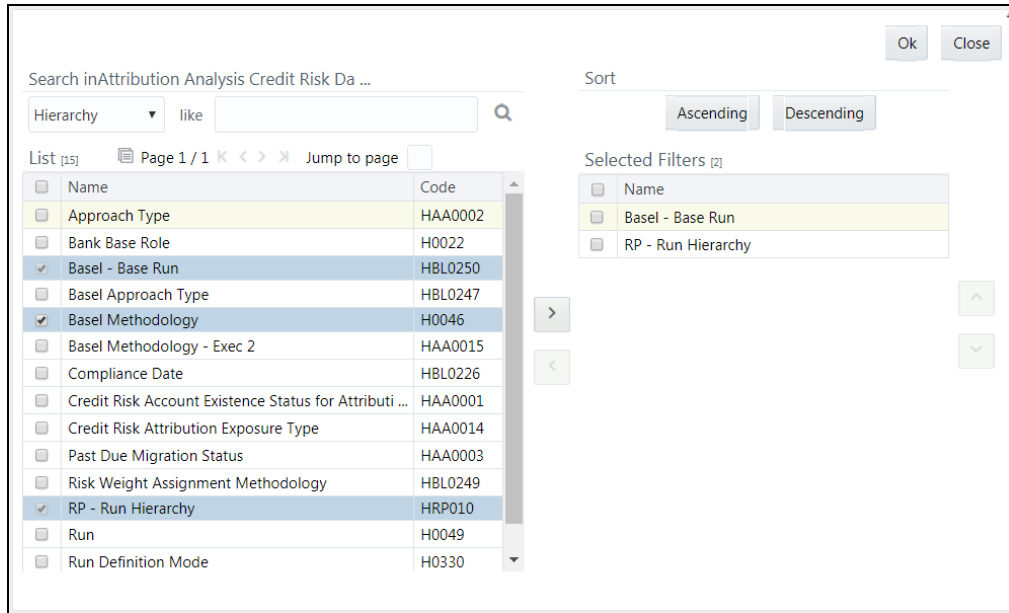 Ok Close
Search inAttribution Analysis Credit Risk Da ...
Hierarchy like
List [15] Page 1 / 1 Jump to page
Name Code
Approach Type HAA0002
Bank Base Role H0022
Basel - Base Run HBL0250
Basel Approach Type HBL0247
Basel Methodology H0046
Basel Methodology - Exec 2 HAA0015
Compliance Date HBL0226
Credit Risk Account Existence Status for Attributi ... HAA0001
Credit Risk Attribution Exposure Type HAA0014
Past Due Migration Status HAA0003
Risk Weight Assignment Methodology HBL0249
RP - Run Hierarchy HRP010
Run H0049
Run Definition Mode H0330
Sort
Ascending Descending
Selected Filters [2]
Name
Basel - Base Run
RP - Run Hierarchy